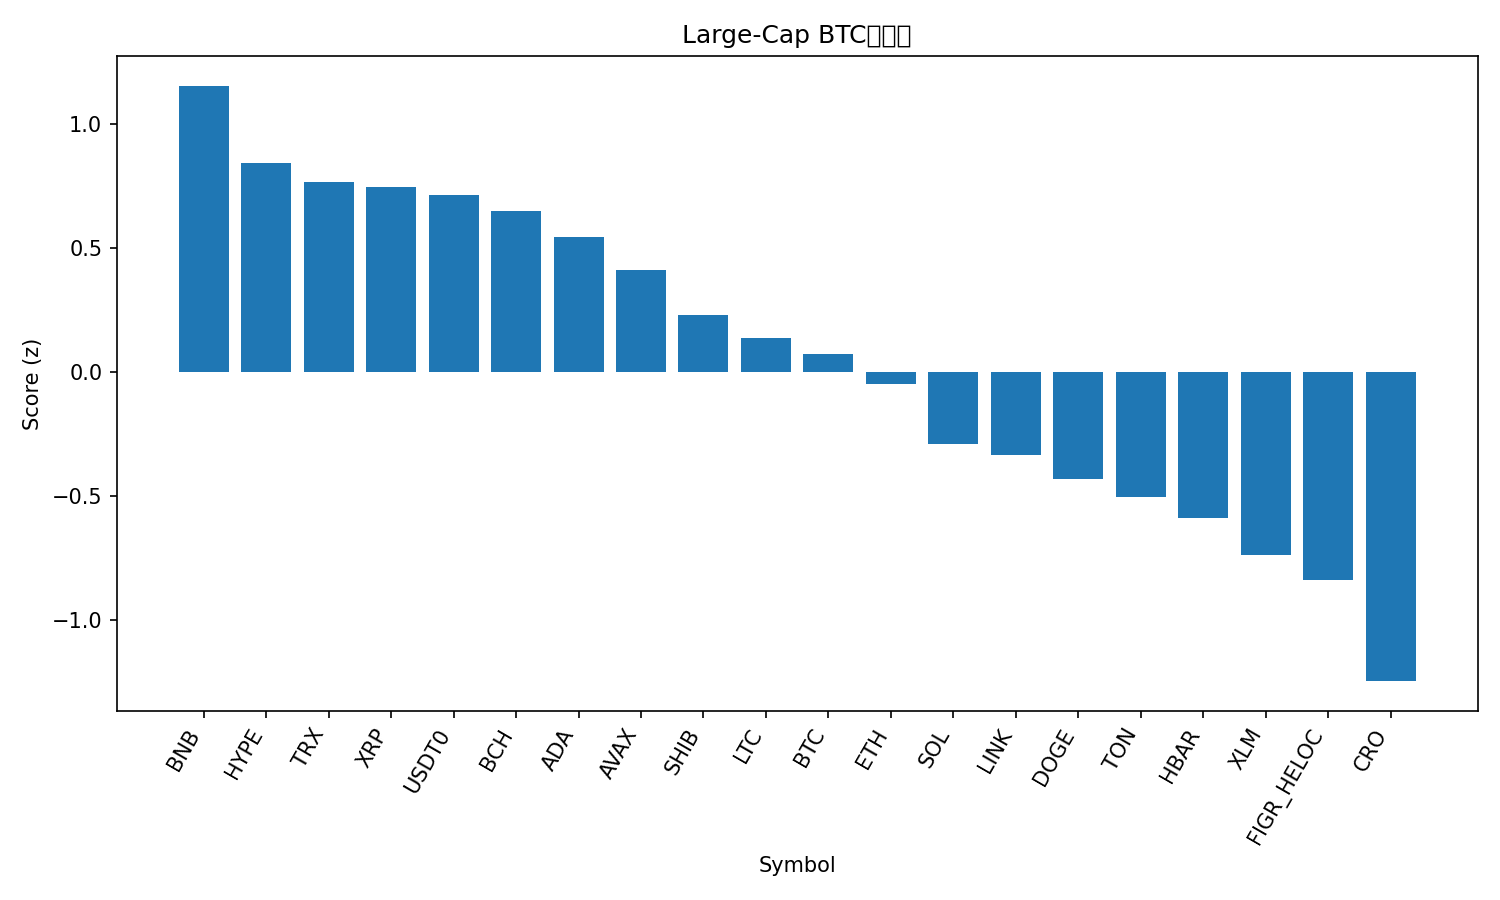 Large-Cap BTC
Score (z)
1.0
0.5
0.0
−0.5
−1.0
BNB
HYPE
TRX
XRP
USDT0
BCH
ADA
AVAX
SHIB
LTC
BTC
ETH
SOL
LINK
DOGE
TON
HBAR
XLM
FIGR_HELOC
CRO
Symbol